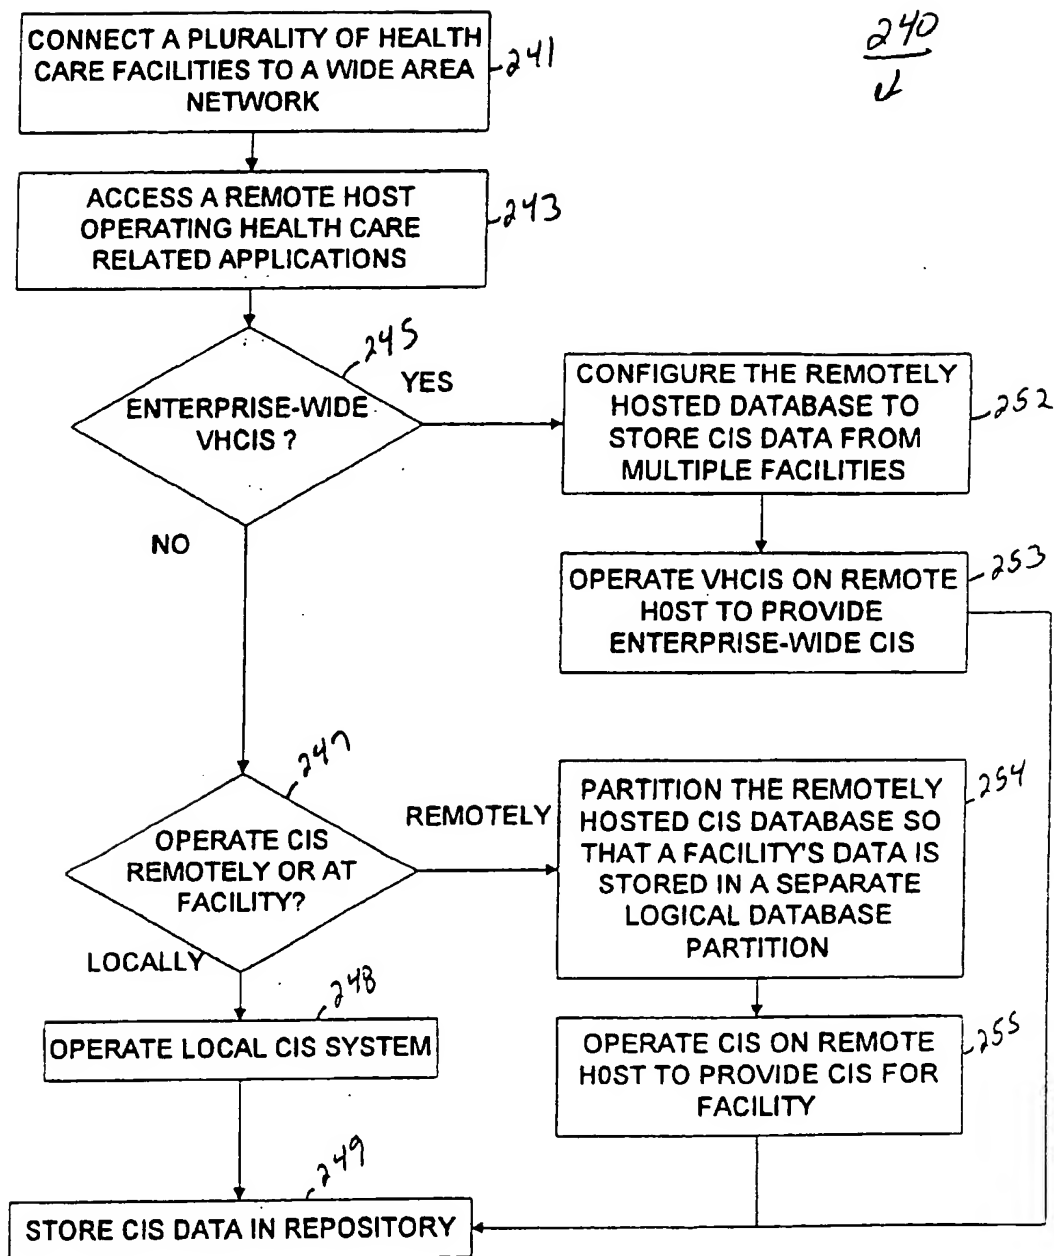 240
CONNECT A PLURALITY OF HEALTH
CARE FACILITIES TO A WIDE AREA
NETWORK
241
ACCESS A REMOTE HOST
OPERATING HEALTH CARE
RELATED APPLICATIONS
243
ENTERPRISE-WIDE
VHCIS ?
245
YES
NO
CONFIGURE THE REMOTELY
HOSTED DATABASE TO
STORE CIS DATA FROM
MULTIPLE FACILITIES
252
OPERATE VHCIS ON REMOTE
HOST TO PROVIDE
ENTERPRISE-WIDE CIS
253
OPERATE CIS
REMOTELY OR AT
FACILITY?
247
REMOTELY
LOCALLY
PARTITION THE REMOTELY
HOSTED CIS DATABASE SO
THAT A FACILITY'S DATA IS
STORED IN A SEPARATE
LOGICAL DATABASE
PARTITION
254
OPERATE LOCAL CIS SYSTEM
248
OPERATE CIS ON REMOTE
HOST TO PROVIDE CIS FOR
FACILITY
255
STORE CIS DATA IN REPOSITORY
249